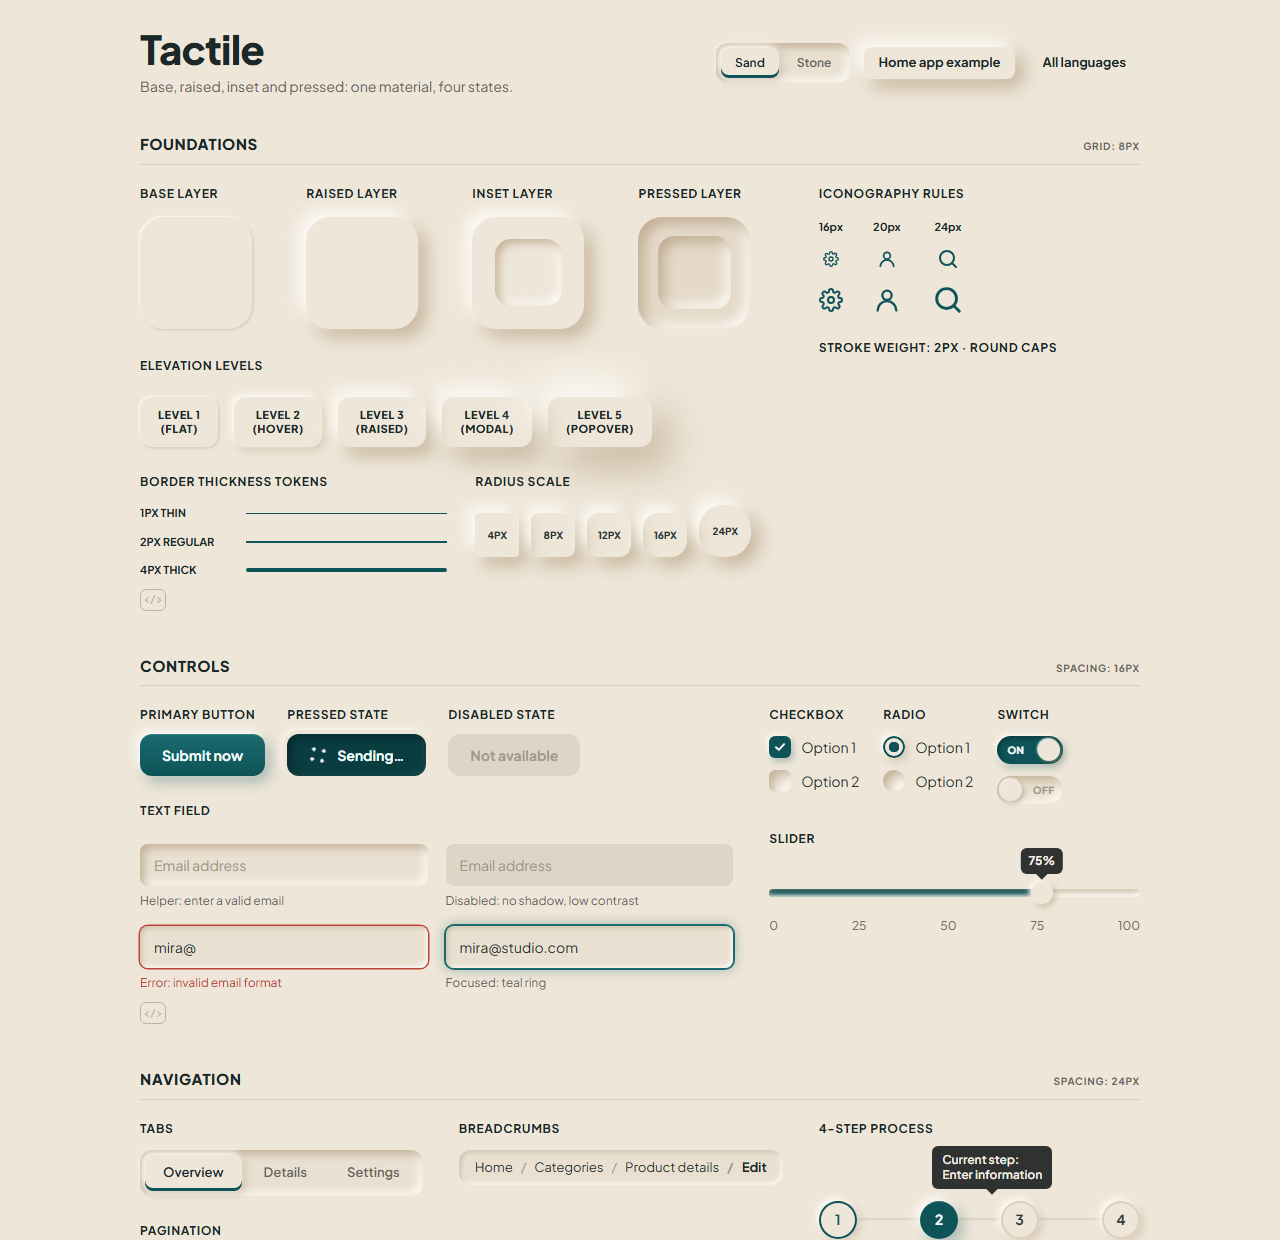 Tactile
Base, raised, inset and pressed: one material, four states.
Sand
Stone
Home app example
All languages
FOUNDATIONS
GRID: 8PX
BASE LAYER
RAISED LAYER
INSET LAYER
PRESSED LAYER
ICONOGRAPHY RULES
16px
20px
24px
STROKE WEIGHT: 2PX · ROUND CAPS
ELEVATION LEVELS
LEVEL 1
(FLAT)
LEVEL 2
(HOVER)
LEVEL 3
(RAISED)
LEVEL 4
(MODAL)
LEVEL 5
(POPOVER)
BORDER THICKNESS TOKENS
1PX THIN
2PX REGULAR
4PX THICK
</>
RADIUS SCALE
4PX
8PX
12PX
16PX
24PX
CONTROLS
SPACING: 16PX
PRIMARY BUTTON
Submit now
PRESSED STATE
Sending…
DISABLED STATE
Not available
CHECKBOX
Option 1
Option 2
RADIO
Option 1
Option 2
SWITCH
ON
OFF
TEXT FIELD
Email address
Helper: enter a valid email
Email address
Disabled: no shadow, low contrast
mira@
Error: invalid email format
mira@studio.com
Focused: teal ring
</>
SLIDER
75%
0
25
50
75
100
NAVIGATION
SPACING: 24PX
TABS
Overview
Details
Settings
BREADCRUMBS
Home / Categories / Product details / Edit
4-STEP PROCESS
Current step:
Enter information
1
2
3
4
PAGINATION